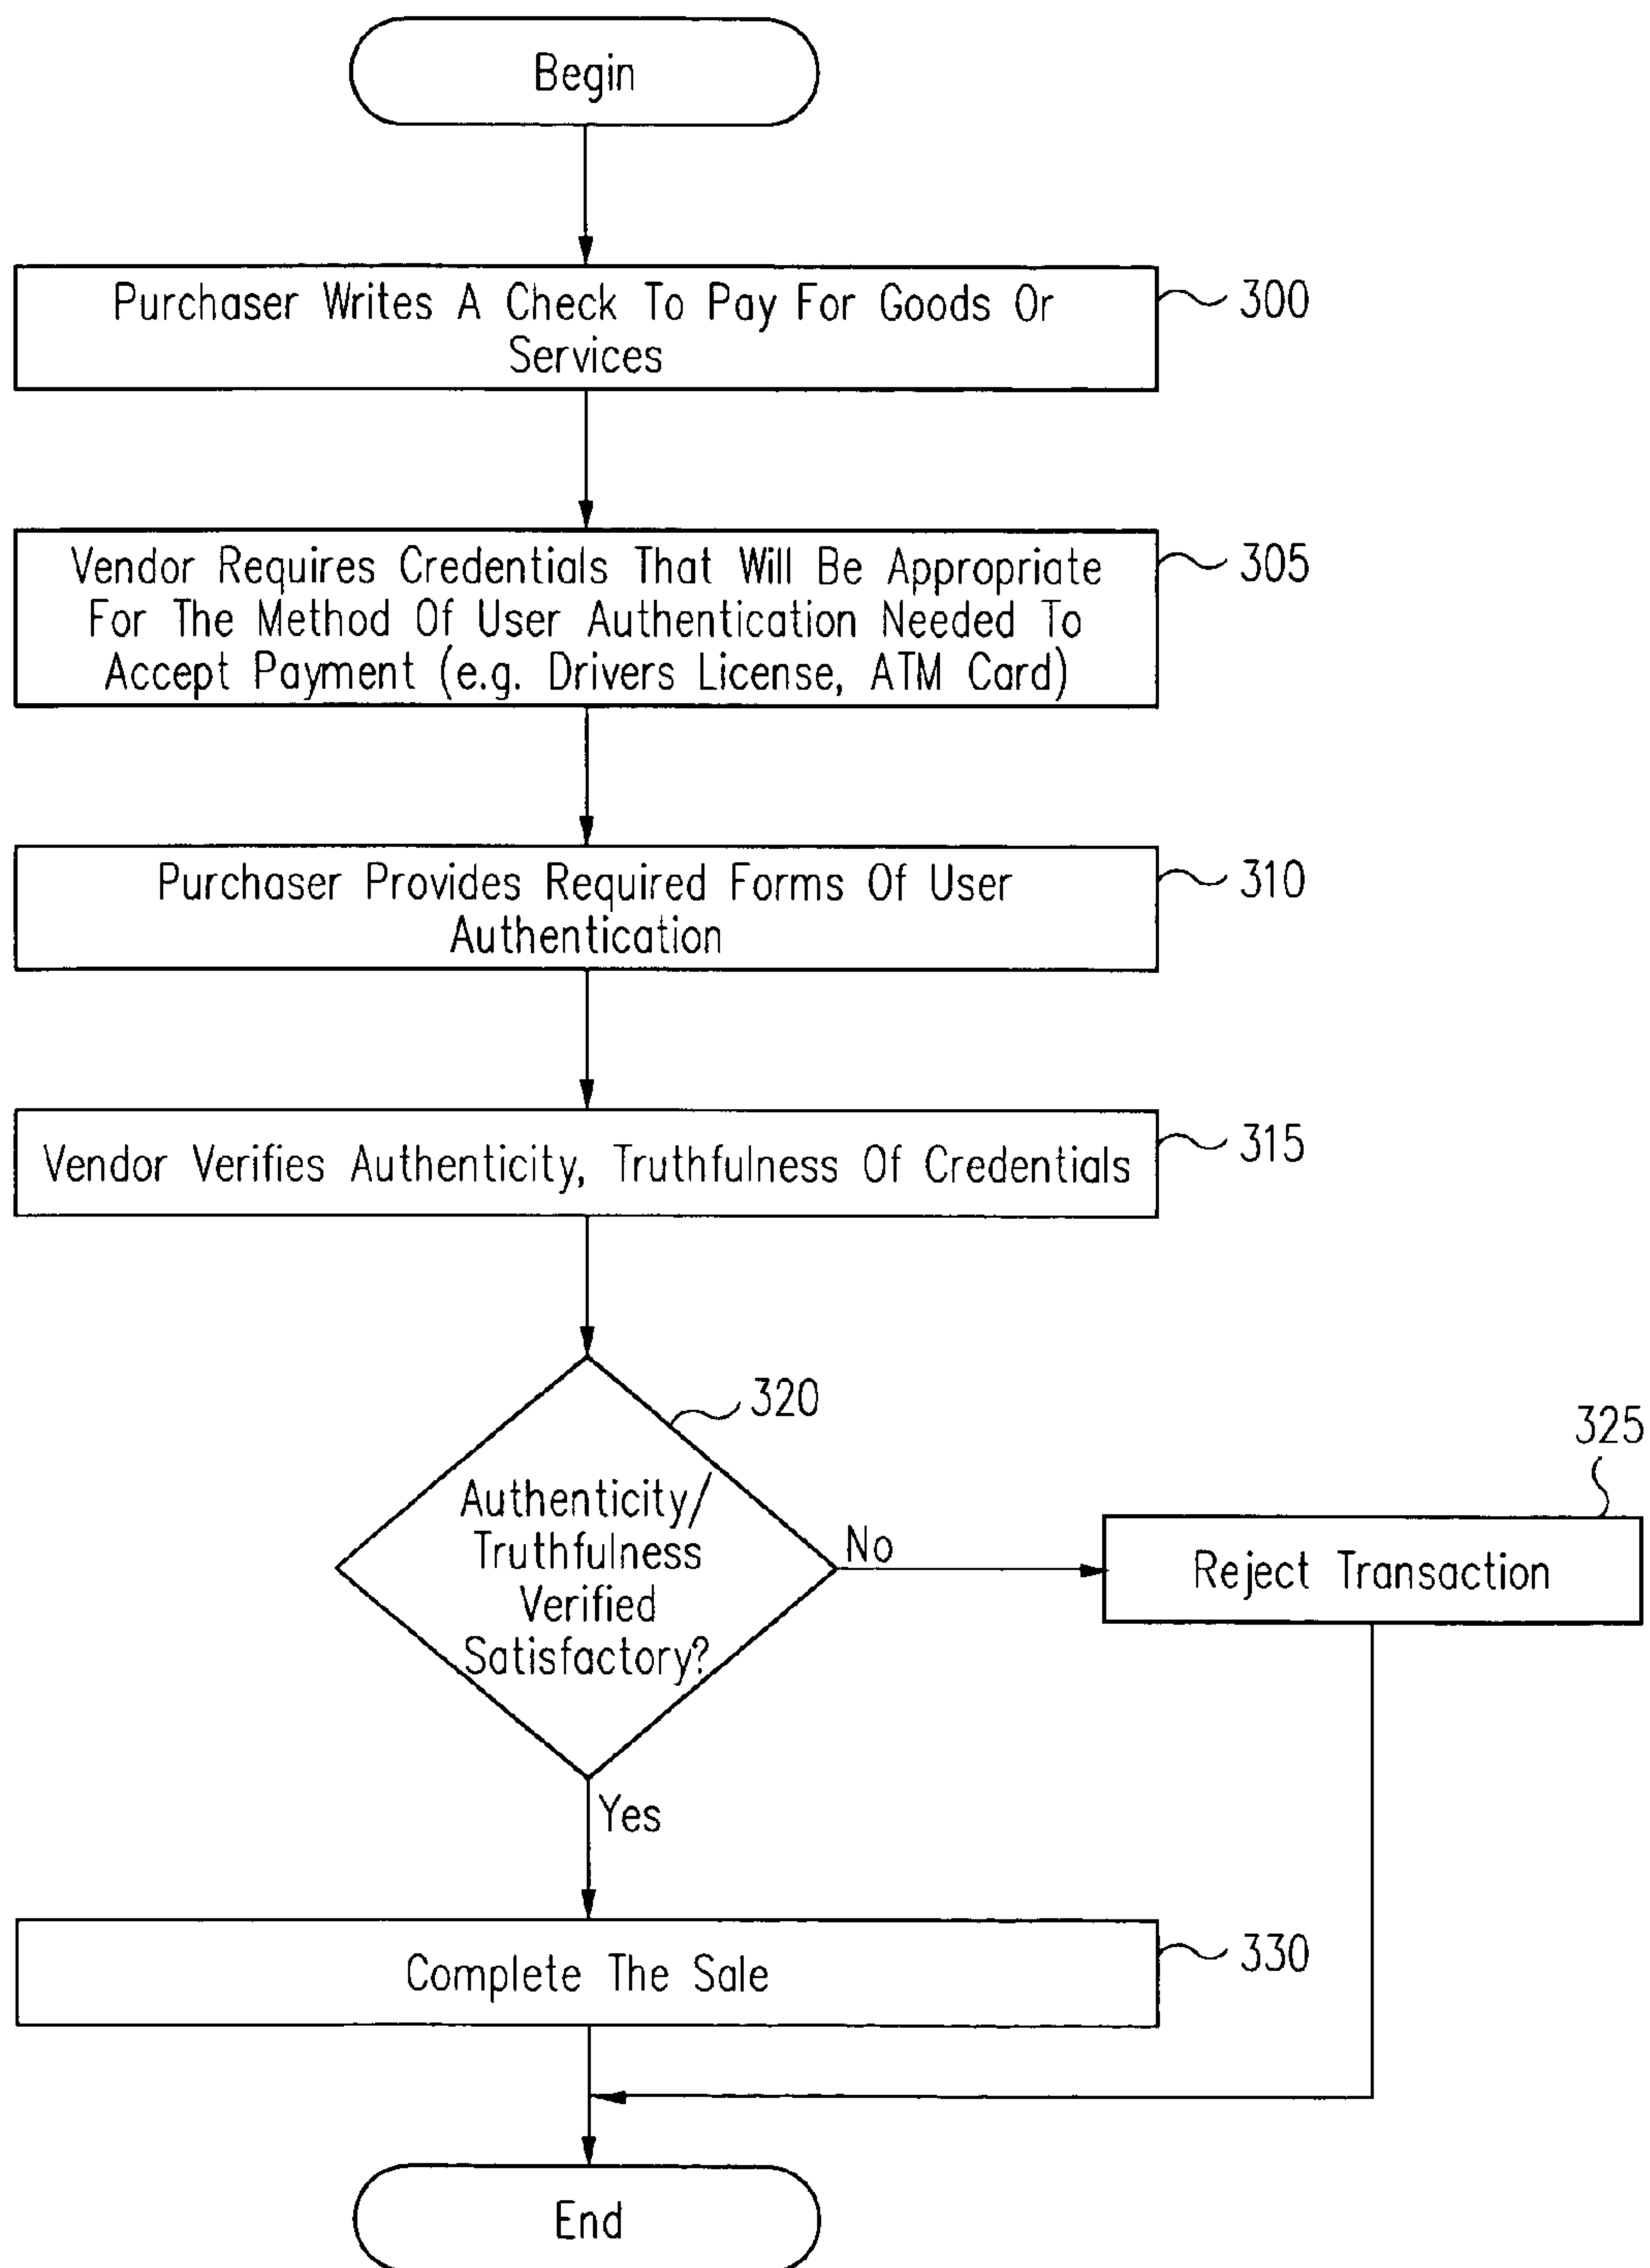 Begin
Purchaser Writes A Check To Pay For Goods Or
Services
300
Vendor Requires Credentials That Will Be Appropriate
For The Method Of User Authentication Needed To
Accept Payment (e.g. Drivers License, ATM Card)
305
Purchaser Provides Required Forms Of User
Authentication
310
Vendor Verifies Authenticity, Truthfulness Of Credentials
315
320
Authenticity/
Truthfulness
Verified
Satisfactory?
No
325
Reject Transaction
Yes
Complete The Sale
330
End